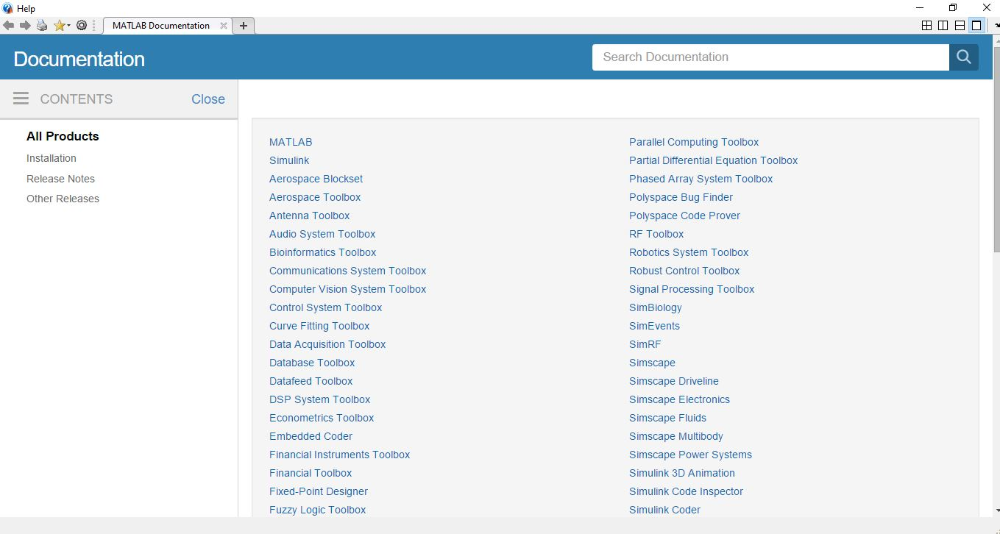 Help
MATLAB Documentation
Documentation
Search Documentation
CONTENTS
Close
All Products
Installation
Release Notes
Other Releases
MATLAB
Simulink
Aerospace Blockset
Aerospace Toolbox
Antenna Toolbox
Audio System Toolbox
Bioinformatics Toolbox
Communications System Toolbox
Computer Vision System Toolbox
Control System Toolbox
Curve Fitting Toolbox
Data Acquisition Toolbox
Database Toolbox
Datafeed Toolbox
DSP System Toolbox
Econometrics Toolbox
Embedded Coder
Financial Instruments Toolbox
Financial Toolbox
Fixed-Point Designer
Fuzzy Logic Toolbox
Parallel Computing Toolbox
Partial Differential Equation Toolbox
Phased Array System Toolbox
Polyspace Bug Finder
Polyspace Code Prover
RF Toolbox
Robotics System Toolbox
Robust Control Toolbox
Signal Processing Toolbox
SimBiology
SimEvents
SimRF
Simscape
Simscape Driveline
Simscape Electronics
Simscape Fluids
Simscape Multibody
Simscape Power Systems
Simulink 3D Animation
Simulink Code Inspector
Simulink Coder